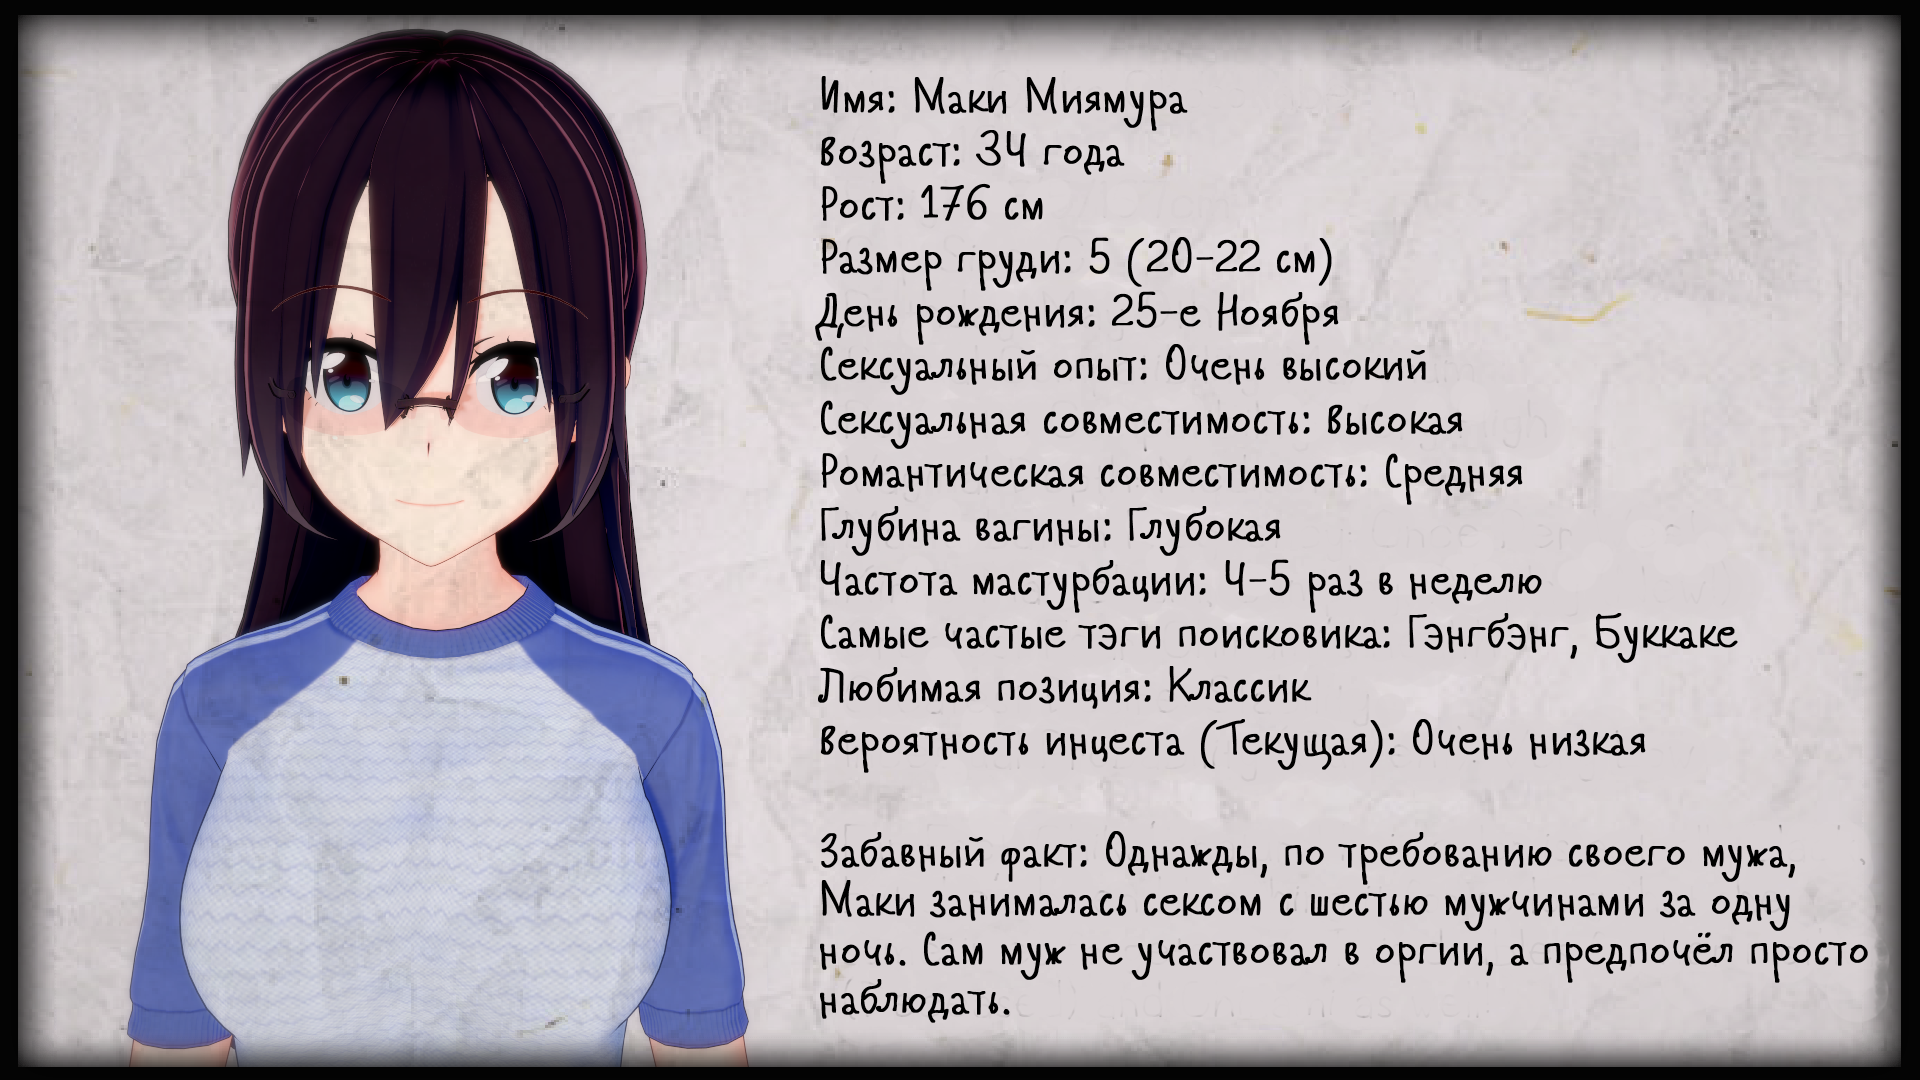 Имя: Маки Миямура
Возраст: 34 года
Рост: 176 см
Размер груди: 5 (20-22 см)
День рождения: 25-е Ноября
Сексуальный опыт: Очень высокий
Сексуальная совместимость: Высокая
Романтическая совместимость: Средняя
Глубина вагины: Глубокая
Частота мастурбации: 4-5 раз в неделю
Самые частые тэги поисковика: Гэнгбэнг, Буккаке
Любимая позиция: Классик
Вероятность инцеста (Текущая): Очень низкая
Забавный факт: Однажды, по требованию своего мужа,
Маки занималась сексом с шестью мужчинами за одну
ночь. Сам муж не участвовал в оргии, а предпочёл просто
наблюдать.